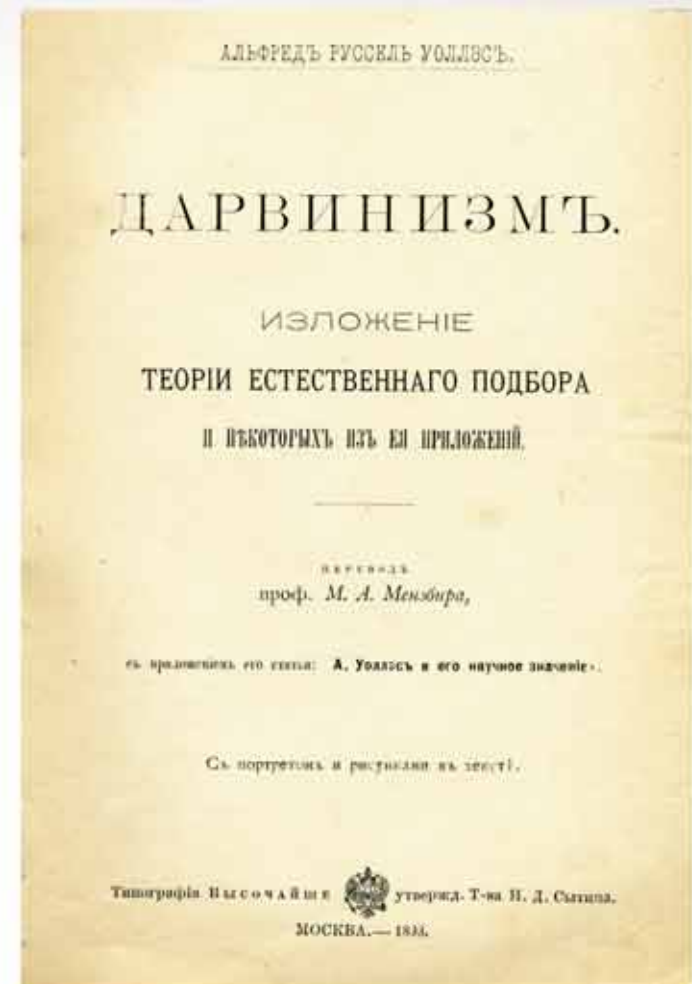 АЛЬФРЕДЪ РУССЕЛЬ УОЛЛЭСЪ.
ДАРВИНИЗМЪ.
ИЗЛОЖЕНІЕ
ТЕОРІИ ЕСТЕСТВЕННАГО ПОДБОРА
И НѢКОТОРЫХЪ ИЗЪ ЕЯ ПРИЛОЖЕНІЙ.
ПЕРЕВОДЪ
проф. М. А. Мензбира,
съ приложеніемъ его статьи: А. Уоллэсъ и его научное значеніе».
Съ портретомъ и рисунками въ текстѣ.
Типографія ВЫСОЧАЙШЕ утвержд. Т-ва И. Д. Сытина.
МОСКВА.—